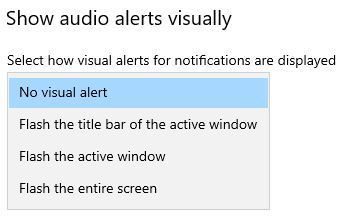 Show audio alerts visually
Select how visual alerts for notifications are displayed
No visual alert
Flash the title bar of the active window
Flash the active window
Flash the entire screen